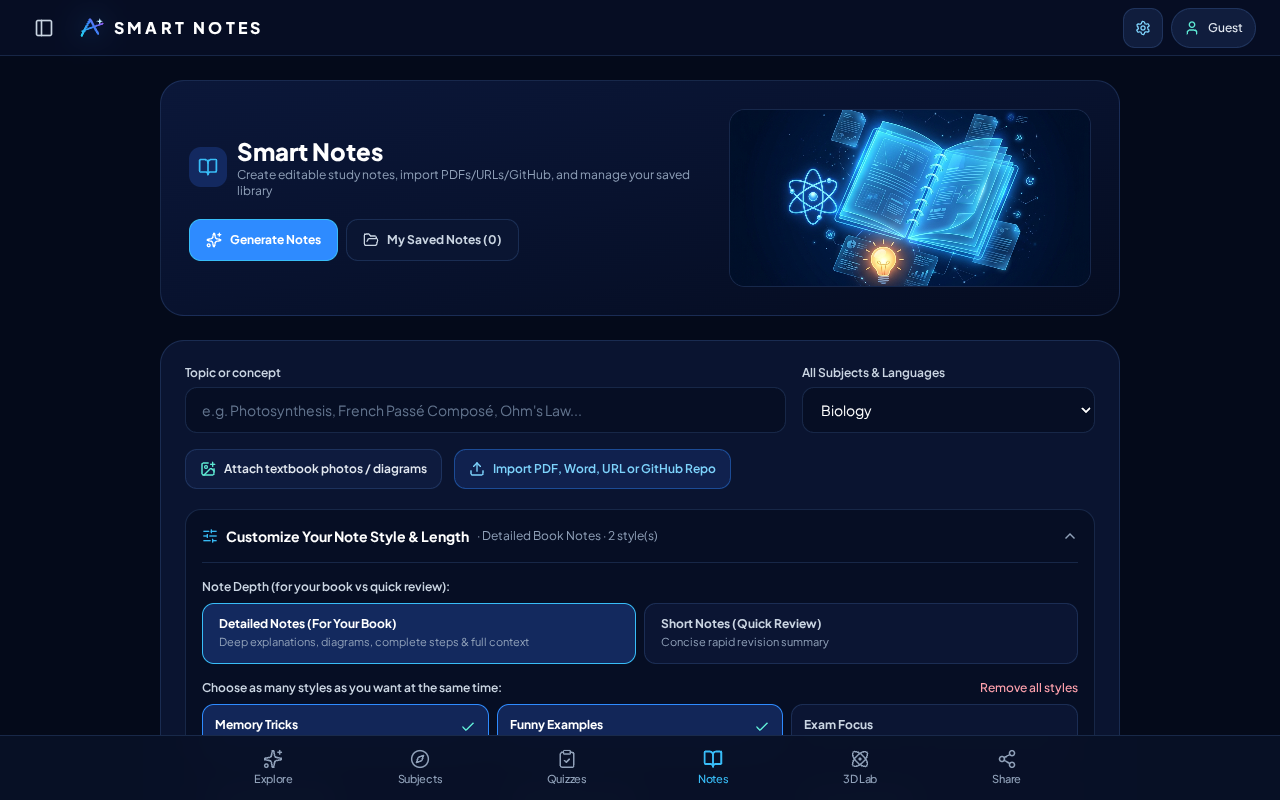 SMART NOTES
Guest
Smart Notes
Create editable study notes, import PDFs/URLs/GitHub, and manage your saved
library
Generate Notes
My Saved Notes (0)
Topic or concept
All Subjects & Languages
e.g. Photosynthesis, French Passé Composé, Ohm's Law...
Biology
Attach textbook photos / diagrams
Import PDF, Word, URL or GitHub Repo
Customize Your Note Style & Length · Detailed Book Notes · 2 style(s)
Note Depth (for your book vs quick review):
Detailed Notes (For Your Book)
Short Notes (Quick Review)
Deep explanations, diagrams, complete steps & full context
Concise rapid revision summary
Choose as many styles as you want at the same time:
Remove all styles
Memory Tricks
Funny Examples
Exam Focus
Explore
Subjects
Quizzes
Notes
3D Lab
Share